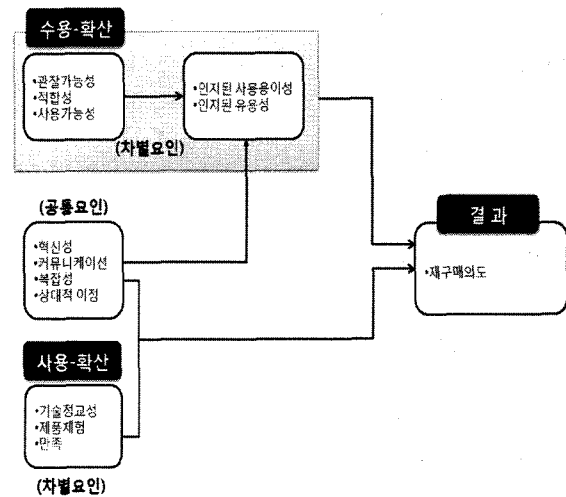 수용-확산
•관찰가능성
•적합성
•사용가능성
•인지된 사용용이성
•인지된 유용성
(차별요인)
(공통요인)
•혁신성
•커뮤니케이션
•복잡성
•상대적 이점
결 과
•재구매의도
사용-확산
•기술정교성
•제품체험
•만족
(차별요인)